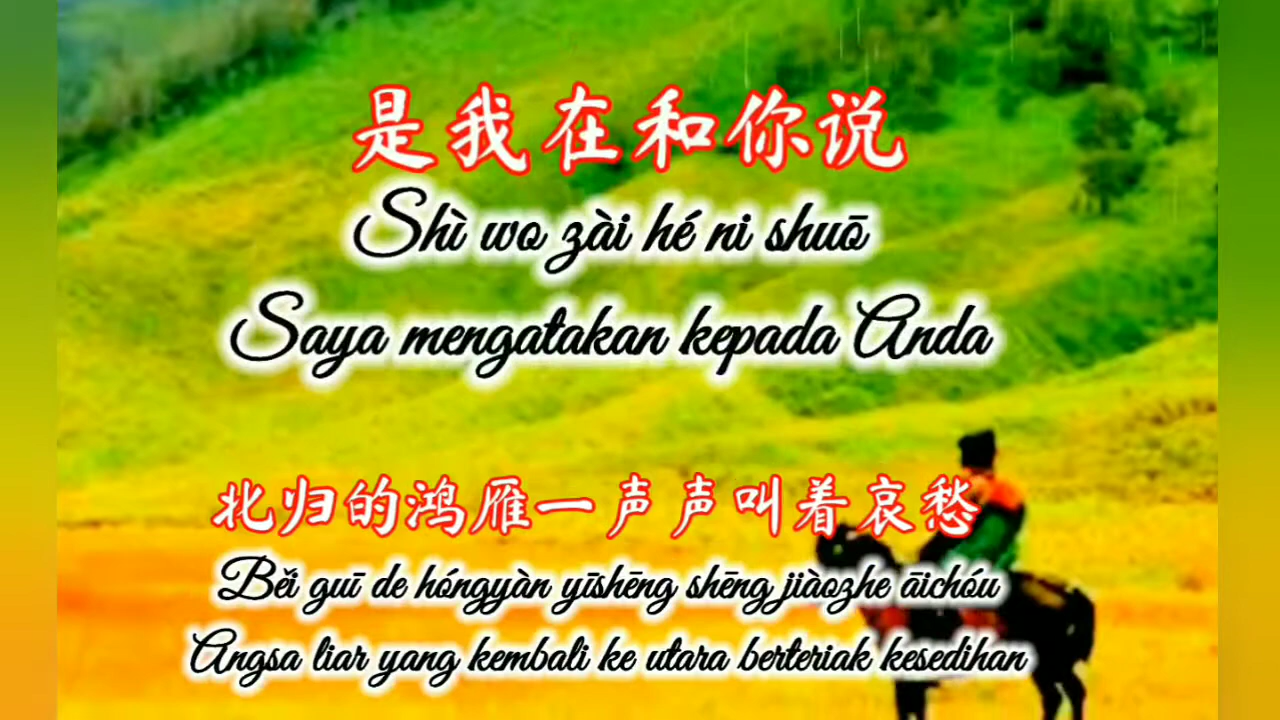 是我在和你说
Shì wo zài hé ni shuō
Saya mengatakan kepada Anda
北归的鸿雁一声声叫着哀愁
Běi guī de hóngyàn yīshēng shēng jiàozhe āichóu
Angsa liar yang kembali ke utara berteriak kesedihan